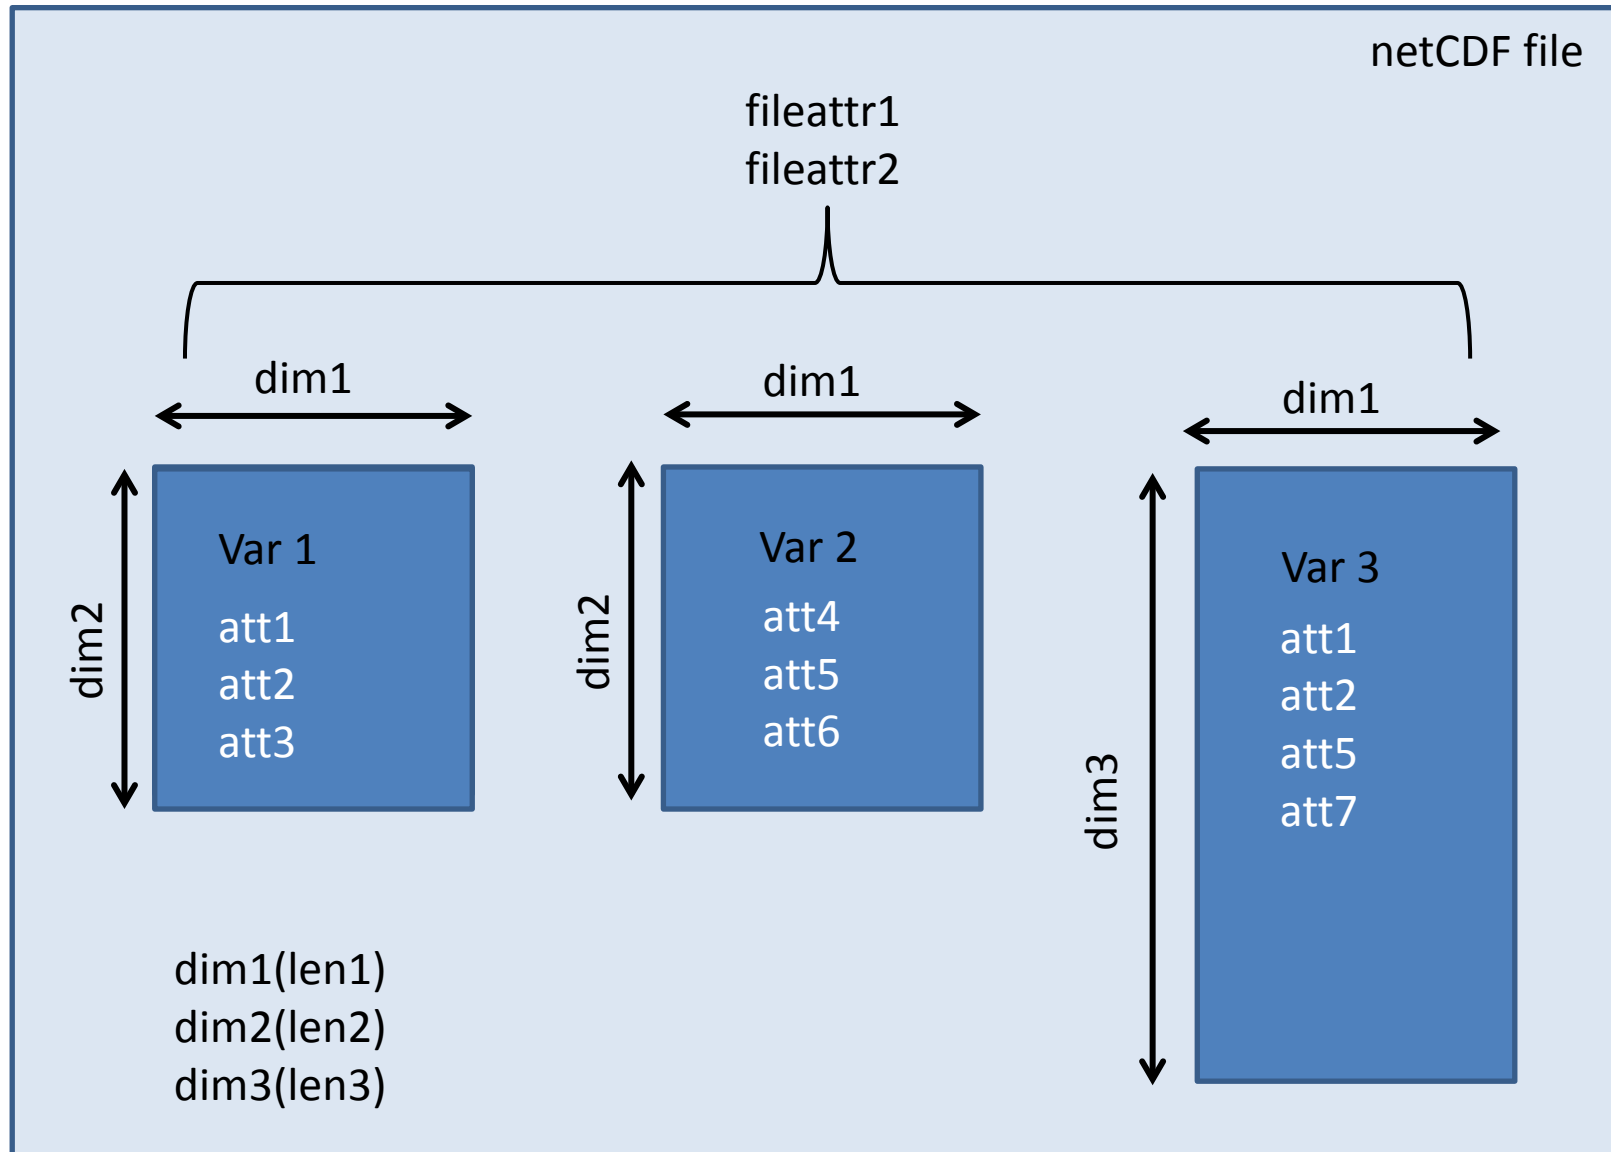 netCDF file
fileattr1
fileattr2
dim1
dim1
dim1
dim2
Var 1
att1
att2
att3
dim2
Var 2
att4
att5
att6
dim3
Var 3
att1
att2
att5
att7
dim1(len1)
dim2(len2)
dim3(len3)